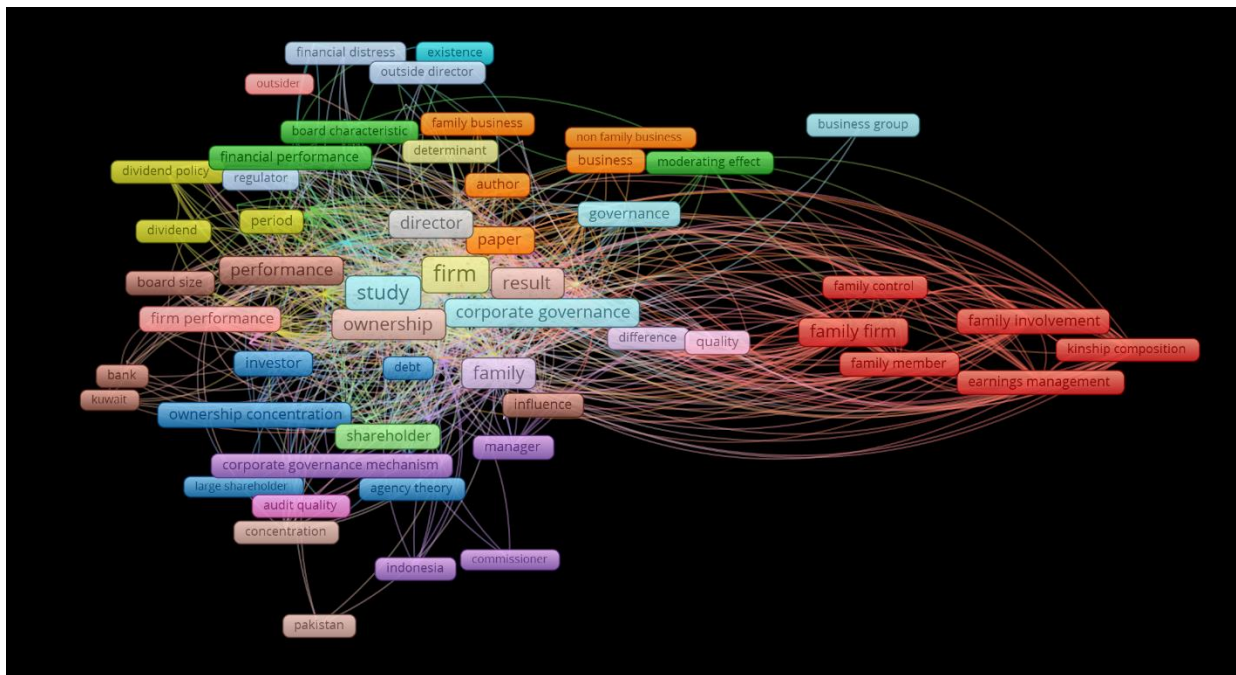 financial distress
existence
outside director
outsider
business group
board characteristic
family business
non family business
determinant
financial performance
business
moderating effect
dividend policy
regulator
author
period
director
governance
dividend
paper
performance
firm
result
board size
study
family control
firm performance
ownership
corporate governance
family involvement
difference
quality
family firm
kinship composition
investor
debt
family member
bank
family
earnings management
kuwait
influence
ownership concentration
shareholder
manager
corporate governance mechanism
large shareholder
agency theory
audit quality
concentration
commissioner
indonesia
pakistan